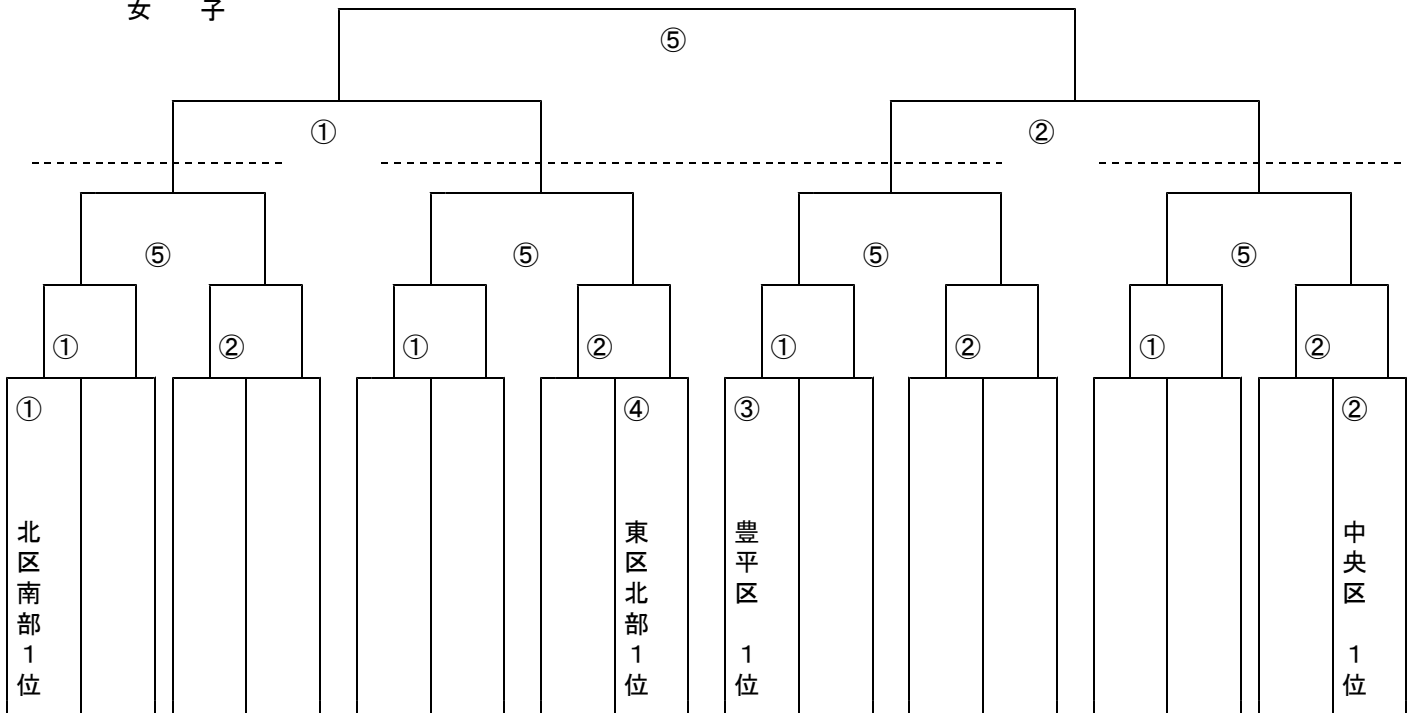 女 子
⑤
① ②
⑤ ⑤ ⑤ ⑤
① ② ① ② ① ② ① ②
① ④ ③ ②
北区南部1位
東区北部1位
豊平区 1位
中央区 1位